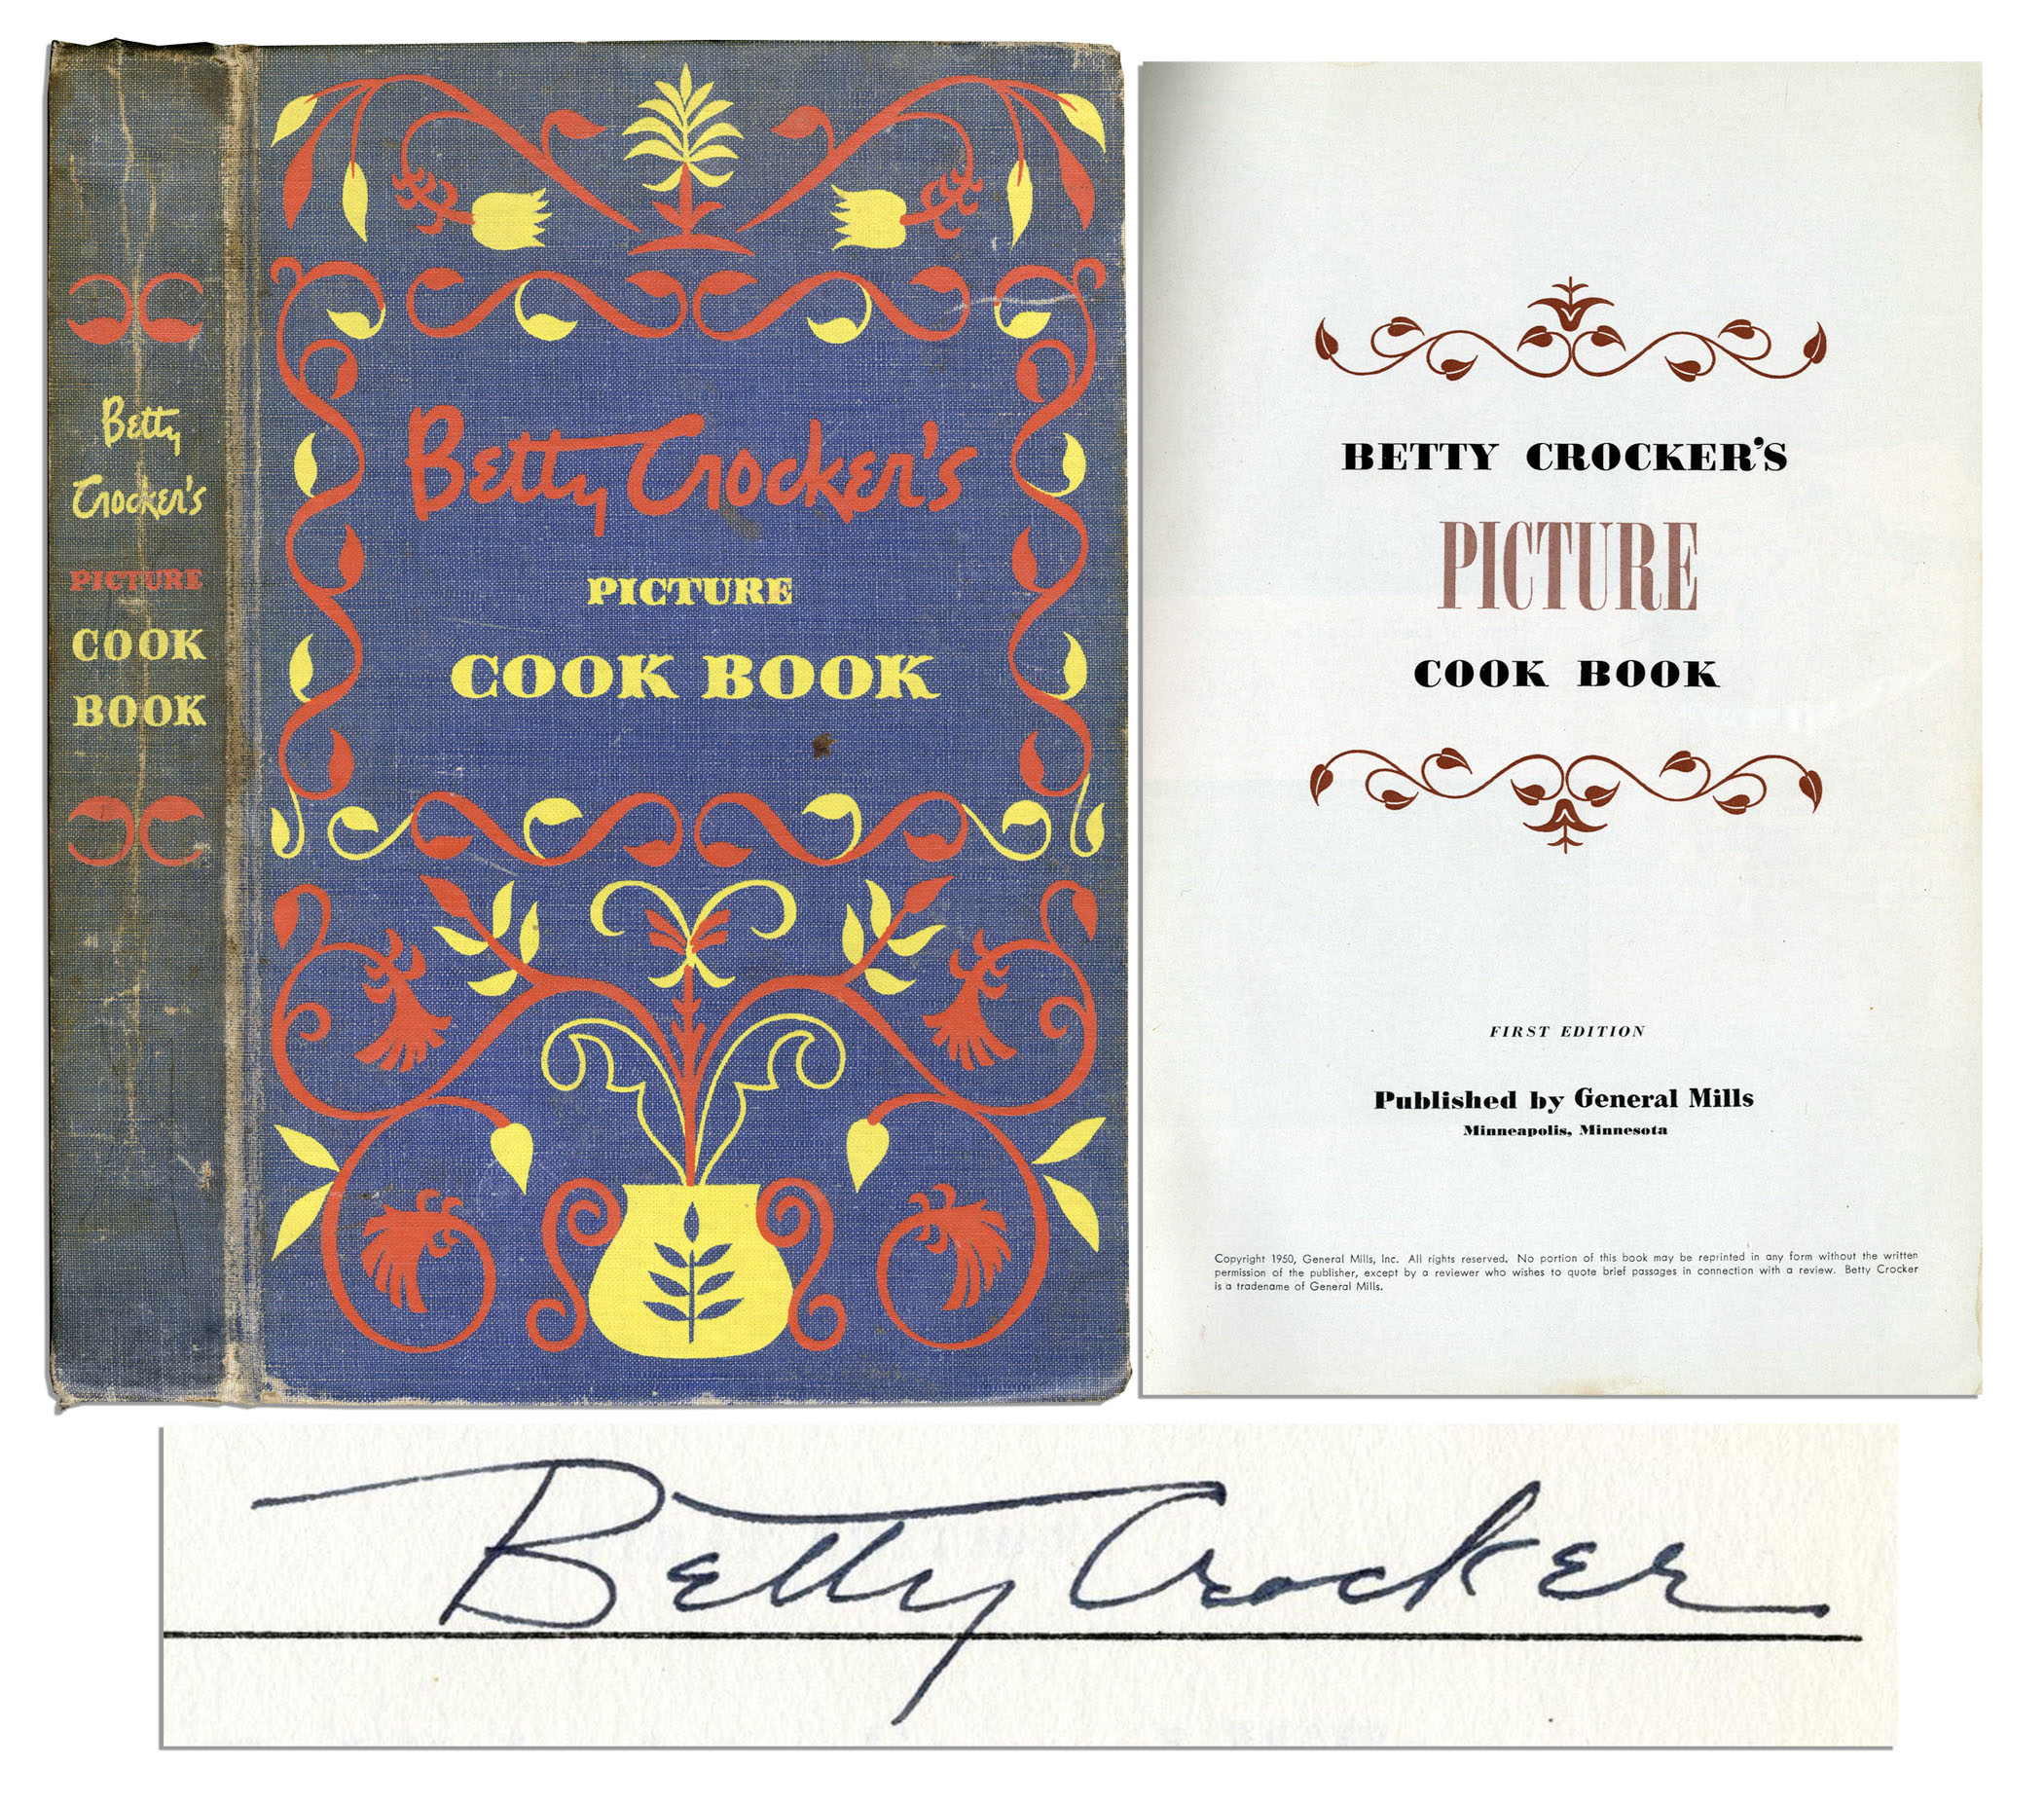 Betty
Crocker's
PICTURE
COOK
BOOK
Betty Crocker's
PICTURE
COOK BOOK
BETTY CROCKER'S
PICTURE
COOK BOOK
FIRST EDITION
Published by General Mills
Minneapolis, Minnesota
Copyright 1950, General Mills, Inc. All rights reserved. No portion of this book may be reprinted in any form without the written
permission of the publisher, except by a reviewer who wishes to quote brief passages in connection with a review. Betty Crocker
is a tradename of General Mills.
Betty Crocker